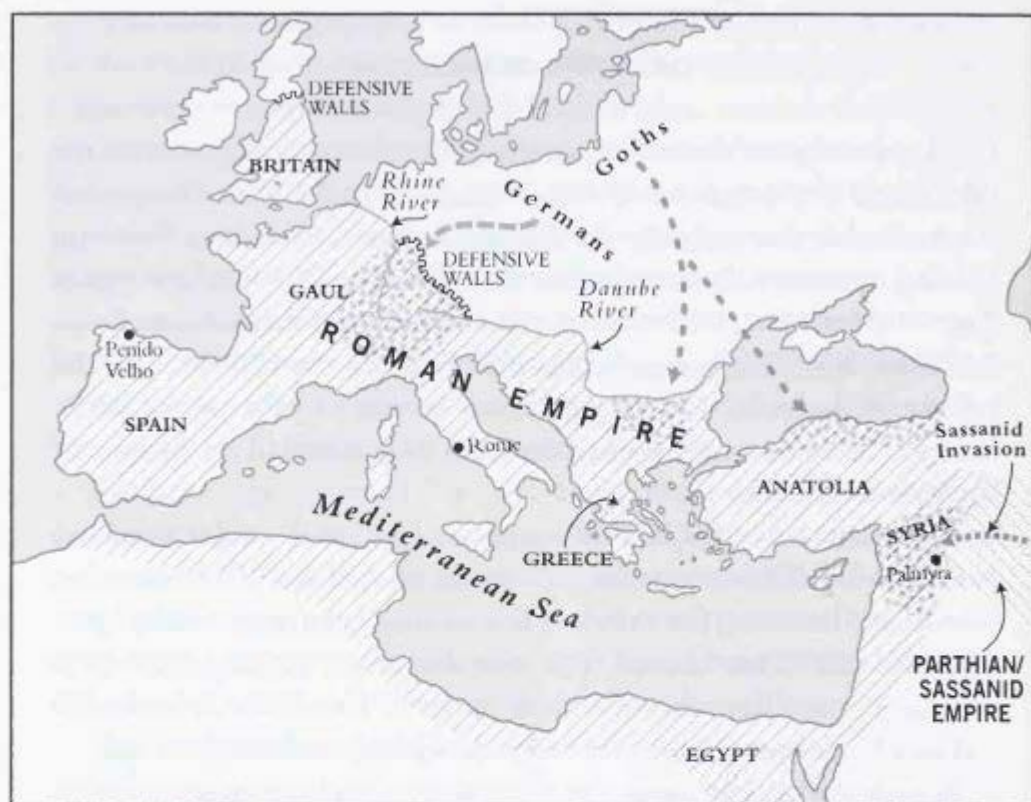 DEFENSIVE
WALLS
BRITAIN
Rhine
River
Germans
Goths
DEFENSIVE
WALLS
GAUL
Danube
River
Penido
Velho
ROMAN EMPIRE
SPAIN
Rome
Sassanid
Invasion
ANATOLIA
Mediterranean Sea
GREECE
SYRIA
Palmyra
PARTHIAN/
SASSANID
EMPIRE
EGYPT